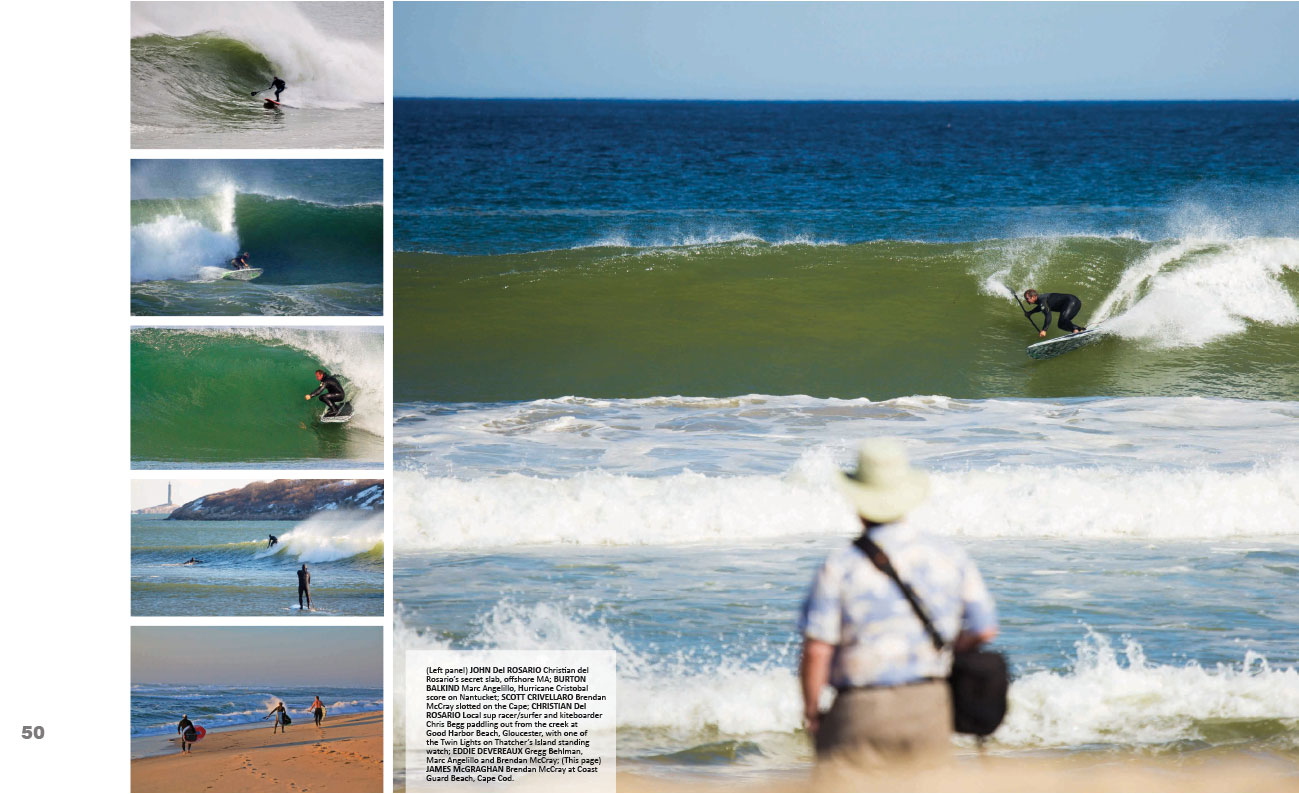 (Left panel) JOHN Del ROSARIO Christian del
Rosario's secret slab, offshore MA; BURTON
BALKIND Marc Angelillo, Hurricane Cristobal
score on Nantucket; SCOTT CRIVELLARO Brendan
McCray slotted on the Cape; CHRISTIAN Del
ROSARIO Local sup racer/surfer and kiteboarder
Chris Begg paddling out from the creek at
Good Harbor Beach, Gloucester, with one of
the Twin Lights on Thatcher's Island standing
watch; EDDIE DEVEREAUX Gregg Behlman,
Marc Angelillo and Brendan McCray; (This page)
JAMES McGRAGHAN Brendan McCray at Coast
Guard Beach, Cape Cod.
50